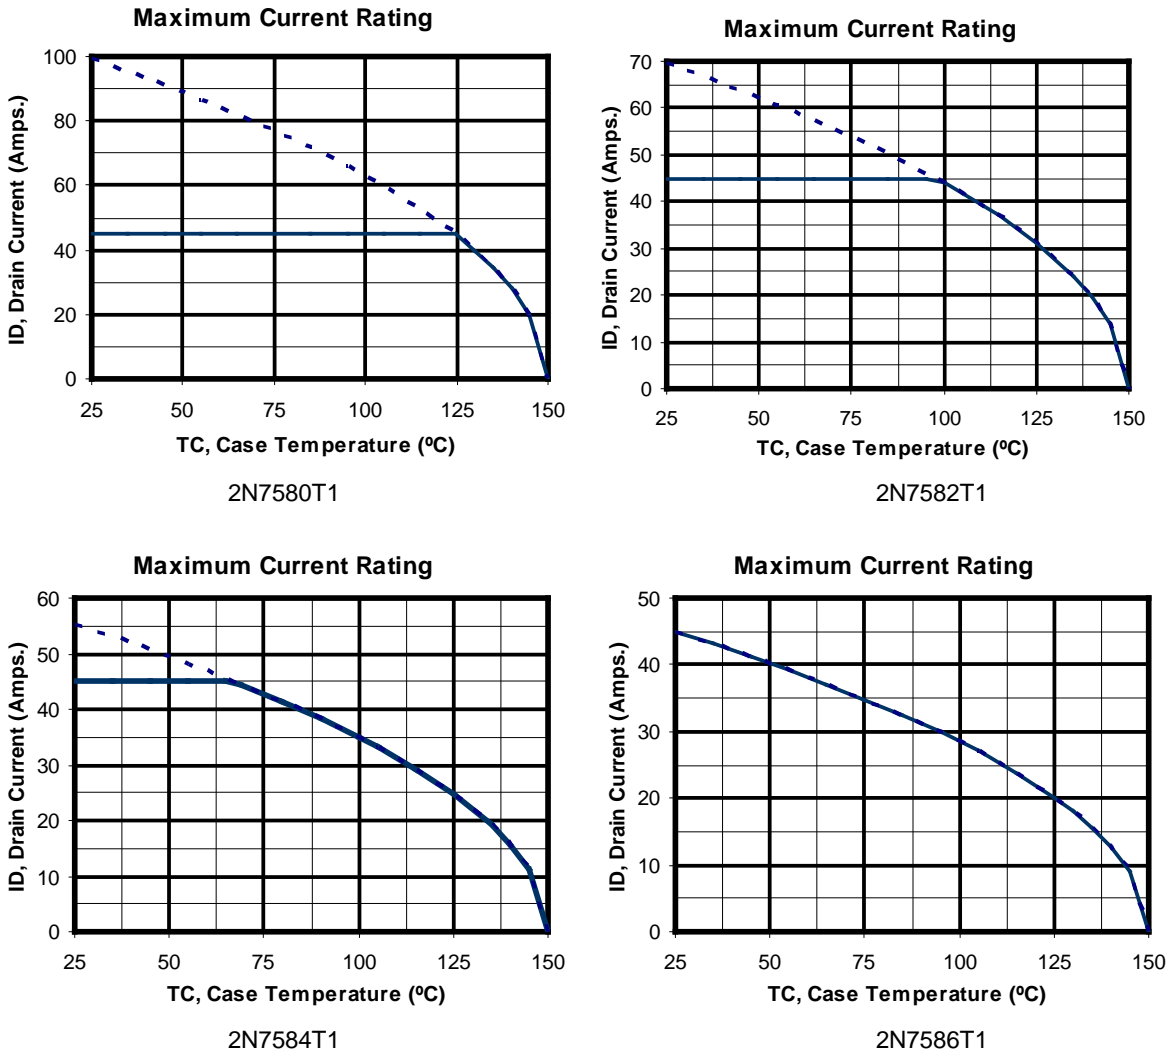 Maximum Current Rating
100
80
60
40
20
0
25 50 75 100 125 150
ID, Drain Current (Amps.)
TC, Case Temperature (ºC)
2N7580T1
Maximum Current Rating
70
60
50
40
30
20
10
0
25 50 75 100 125 150
ID, Drain Current (Amps.)
TC, Case Temperature (ºC)
2N7582T1
Maximum Current Rating
60
50
40
30
20
10
0
25 50 75 100 125 150
ID, Drain Current (Amps.)
TC, Case Temperature (ºC)
2N7584T1
Maximum Current Rating
50
40
30
20
10
0
25 50 75 100 125 150
ID, Drain Current (Amps.)
TC, Case Temperature (ºC)
2N7586T1